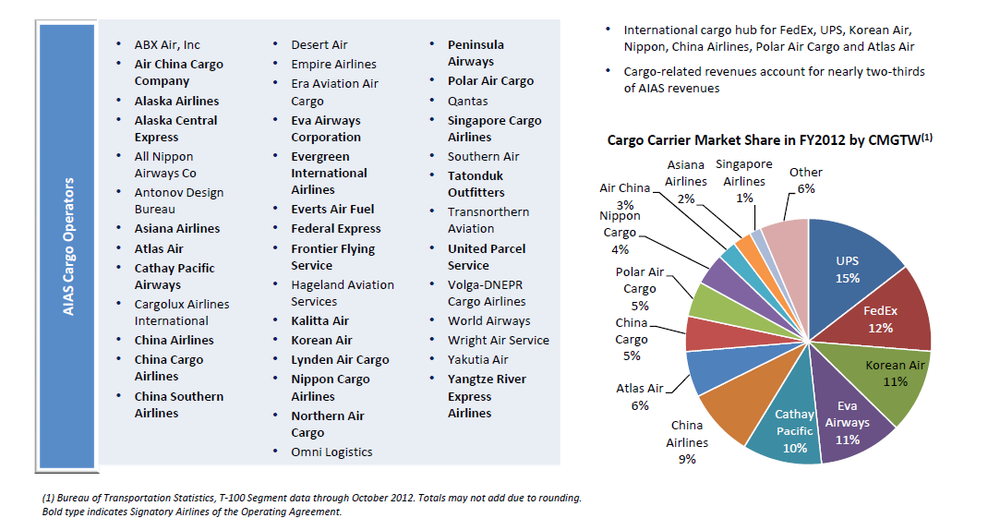 AIAS Cargo Operators
• ABX Air, Inc
• Air China Cargo
Company
• Alaska Airlines
• Alaska Central
Express
• All Nippon
Airways Co
• Antonov Design
Bureau
• Asiana Airlines
• Atlas Air
• Cathay Pacific
Airways
• Cargolux Airlines
International
• China Airlines
• China Cargo
Airlines
• China Southern
Airlines
• Desert Air
• Empire Airlines
• Era Aviation Air
Cargo
• Eva Airways
Corporation
• Evergreen
International
Airlines
• Everts Air Fuel
• Federal Express
• Frontier Flying
Service
• Hageland Aviation
Services
• Kalitta Air
• Korean Air
• Lynden Air Cargo
• Nippon Cargo
Airlines
• Northern Air
Cargo
• Omni Logistics
• Peninsula
Airways
• Polar Air Cargo
• Qantas
• Singapore Cargo
Airlines
• Southern Air
• Tatonduk
Outfitters
• Transnorthern
Aviation
• United Parcel
Service
• Volga-DNEPR
Cargo Airlines
• World Airways
• Wright Air Service
• Yakutia Air
• Yangtze River
Express
Airlines
• International cargo hub for FedEx, UPS, Korean Air,
Nippon, China Airlines, Polar Air Cargo and Atlas Air
• Cargo-related revenues account for nearly two-thirds
of AIAS revenues
Cargo Carrier Market Share in FY2012 by CMGTW(1)
UPS
15%
FedEx
12%
Korean Air
11%
Eva
Airways
11%
Cathay
Pacific
10%
China
Airlines
9%
Atlas Air
6%
China
Cargo
5%
Polar Air
Cargo
5%
Nippon
Cargo
4%
Air China
3%
Asiana
Airlines
2%
Singapore
Airlines
1%
Other
6%
(1) Bureau of Transportation Statistics, T-100 Segment data through October 2012. Totals may not add due to rounding.
Bold type indicates Signatory Airlines of the Operating Agreement.